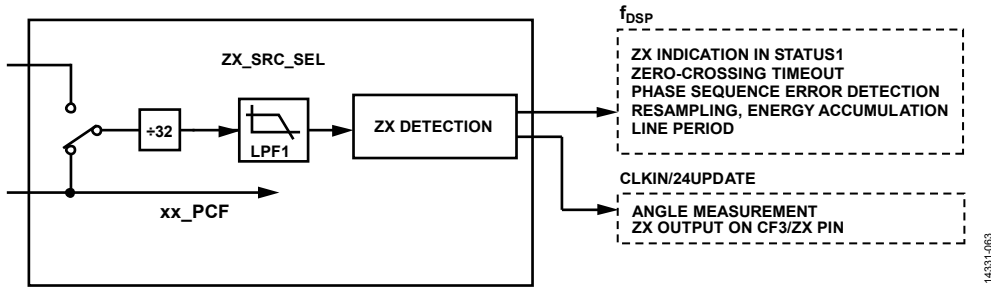 f_DSP
ZX_SRC_SEL
ZX INDICATION IN STATUS1
ZERO-CROSSING TIMEOUT
PHASE SEQUENCE ERROR DETECTION
RESAMPLING, ENERGY ACCUMULATION
LINE PERIOD
÷32
LPF1
ZX DETECTION
xx_PCF
CLKIN/24UPDATE
ANGLE MEASUREMENT
ZX OUTPUT ON CF3/ZX PIN
14331-063